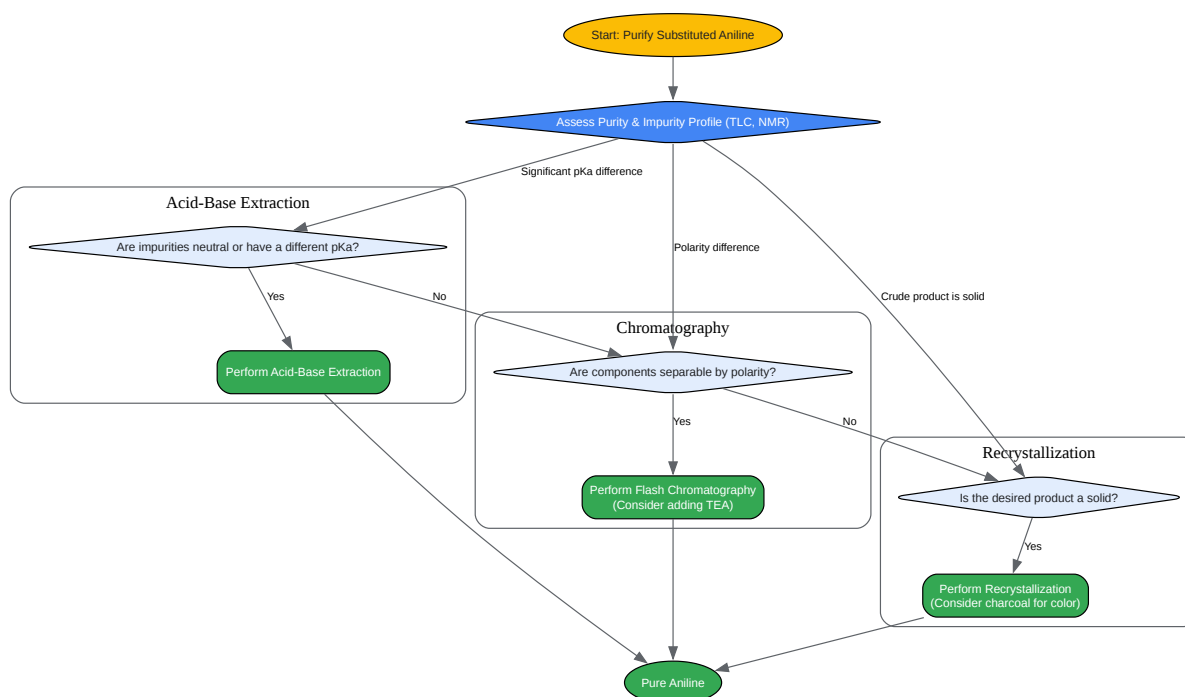 Start: Purify Substituted Aniline
Assess Purity & Impurity Profile (TLC, NMR)
Significant pKa difference
Acid-Base Extraction
Are impurities neutral or have a different pKa?
Polarity difference
Yes
No
Crude product is solid
Chromatography
Perform Acid-Base Extraction
Are components separable by polarity?
Yes
No
Recrystallization
Perform Flash Chromatography
(Consider adding TEA)
Is the desired product a solid?
Yes
Perform Recrystallization
(Consider charcoal for color)
Pure Aniline